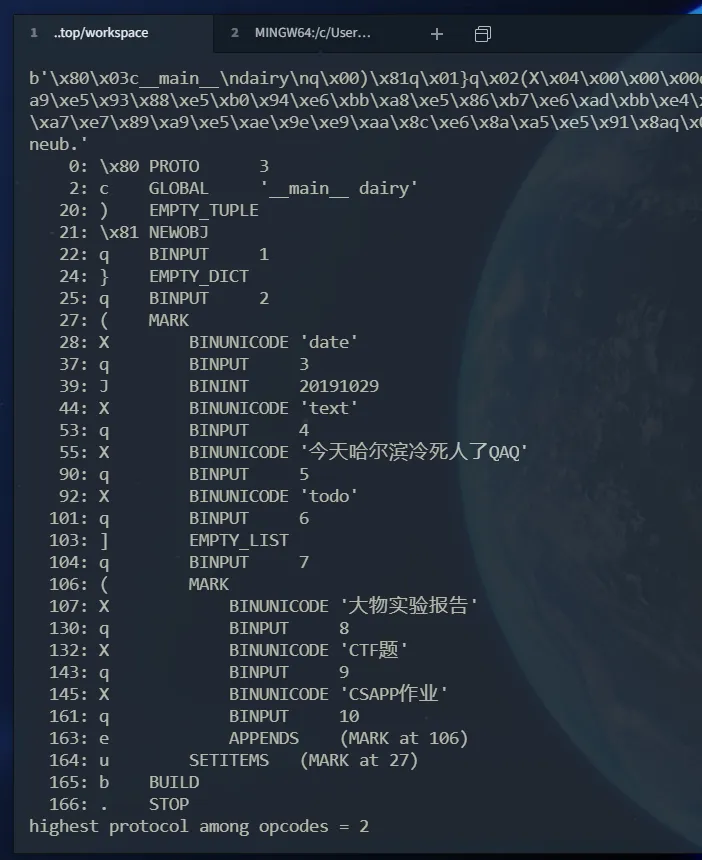 1 ..top/workspace 2 MINGW64:/c/User... +
b'\x80\x03c__main__\ndairy\nq\x00)\x81q\x01}q\x02(X\x04\x00\x00\x00
a9\xe5\x93\x88\xe5\xb0\x94\xe6\xbb\xa8\xe5\x86\xb7\xe6\xad\xbb\xe4\
\xa7\xe7\x89\xa9\xe5\xae\x9e\xe9\xaa\x8c\xe6\x8a\xa5\xe5\x91\x8aq\
neub.'
0: \x80 PROTO 3
2: c GLOBAL '__main__ dairy'
20: ) EMPTY_TUPLE
21: \x81 NEWOBJ
22: q BINPUT 1
24: } EMPTY_DICT
25: q BINPUT 2
27: ( MARK
28: X BINUNICODE 'date'
37: q BINPUT 3
39: J BININT 20191029
44: X BINUNICODE 'text'
53: q BINPUT 4
55: X BINUNICODE '今天哈尔滨冷死人了QAQ'
90: q BINPUT 5
92: X BINUNICODE 'todo'
101: q BINPUT 6
103: ] EMPTY_LIST
104: q BINPUT 7
106: ( MARK
107: X BINUNICODE '大物实验报告'
130: q BINPUT 8
132: X BINUNICODE 'CTF题'
143: q BINPUT 9
145: X BINUNICODE 'CSAPP作业'
161: q BINPUT 10
163: e APPENDS (MARK at 106)
164: u SETITEMS (MARK at 27)
165: b BUILD
166: . STOP
highest protocol among opcodes = 2